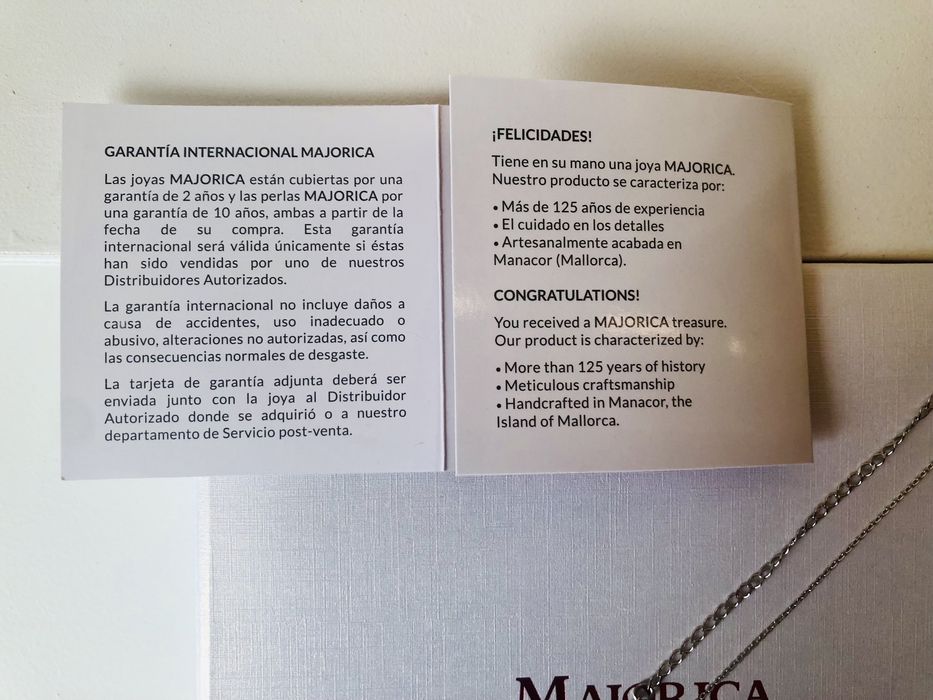 GARANTÍA INTERNACIONAL MAJORICA
Las joyas MAJORICA están cubiertas por una
garantía de 2 años y las perlas MAJORICA por
una garantía de 10 años, ambas a partir de la
fecha de su compra. Esta garantía
internacional será válida únicamente si éstas
han sido vendidas por uno de nuestros
Distribuidores Autorizados.
La garantía internacional no incluye daños a
causa de accidentes, uso inadecuado o
abusivo, alteraciones no autorizadas, así como
las consecuencias normales de desgaste.
La tarjeta de garantía adjunta deberá ser
enviada junto con la joya al Distribuidor
Autorizado donde se adquirió o a nuestro
departamento de Servicio post-venta.
¡FELICIDADES!
Tiene en su mano una joya MAJORICA.
Nuestro producto se caracteriza por:
• Más de 125 años de experiencia
• El cuidado en los detalles
• Artesanalmente acabada en
Manacor (Mallorca).
CONGRATULATIONS!
You received a MAJORICA treasure.
Our product is characterized by:
• More than 125 years of history
• Meticulous craftsmanship
• Handcrafted in Manacor, the
Island of Mallorca.
MAJORICA